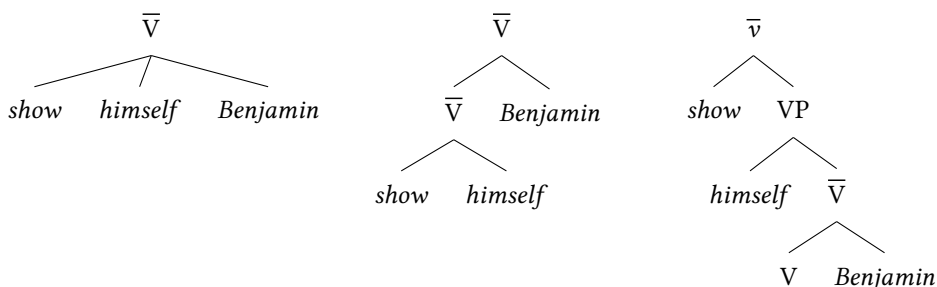 V̅ V̅ v̅
show himself Benjamin V̅ Benjamin show VP
show himself himself V̅
V Benjamin